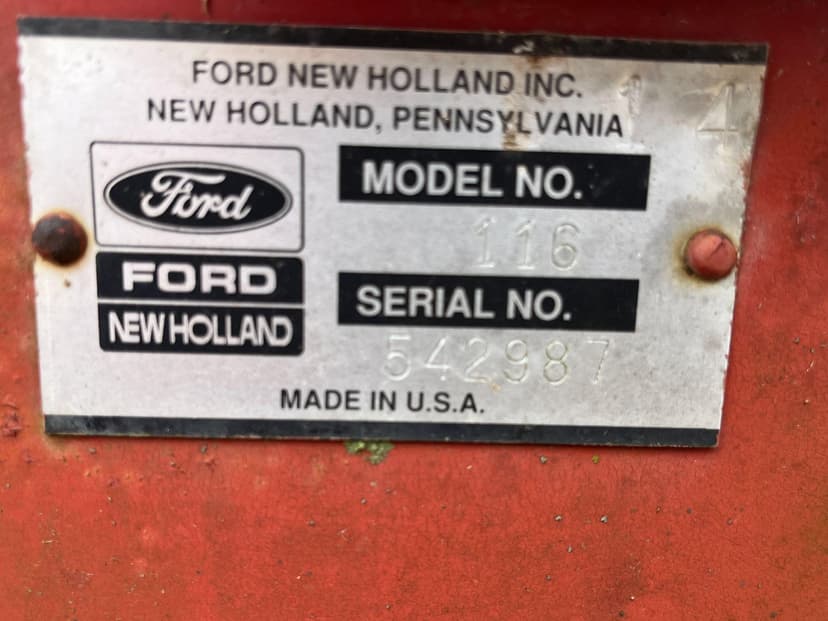 FORD NEW HOLLAND INC.
NEW HOLLAND, PENNSYLVANIA
14
Ford
FORD
NEW HOLLAND
MODEL NO.
116
SERIAL NO.
542987
MADE IN U.S.A.